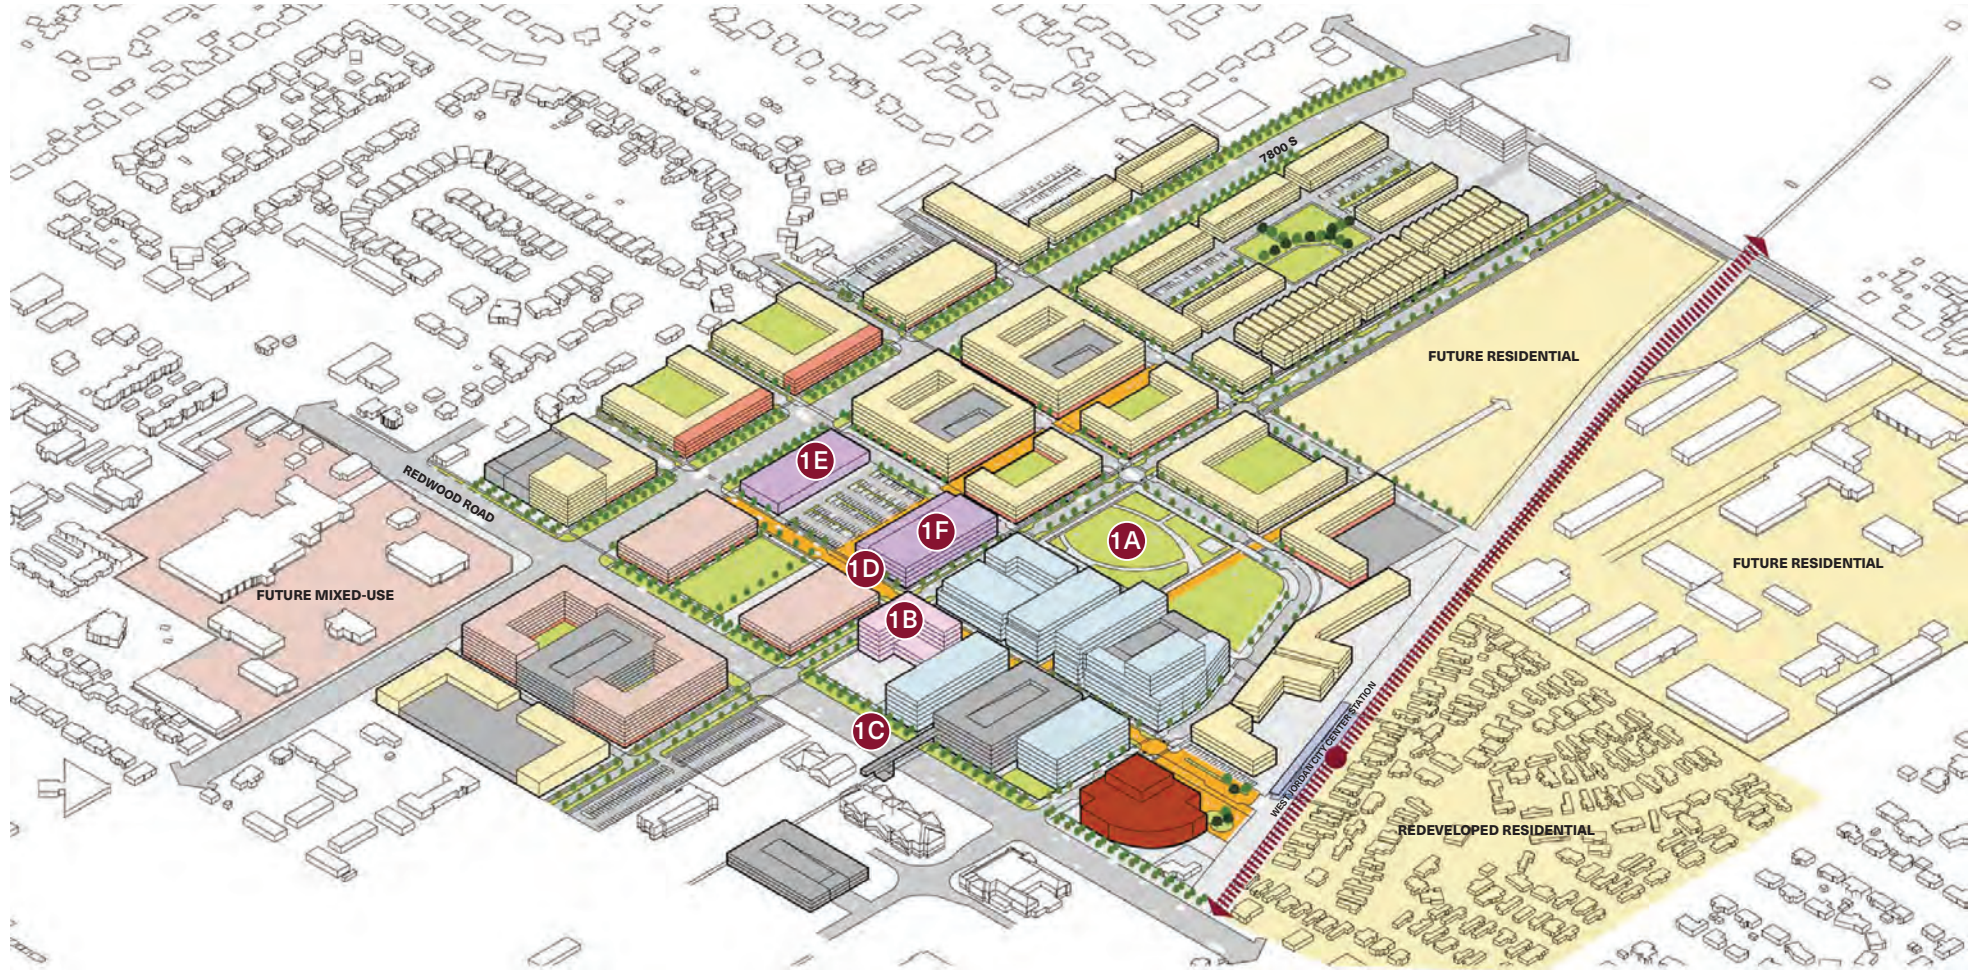 7800 S
FUTURE RESIDENTIAL
1E
REDWOOD ROAD
1F
1A
1D
FUTURE RESIDENTIAL
FUTURE MIXED-USE
1B
1C
WEST JORDAN CITY CENTER STATION
REDEVELOPED RESIDENTIAL